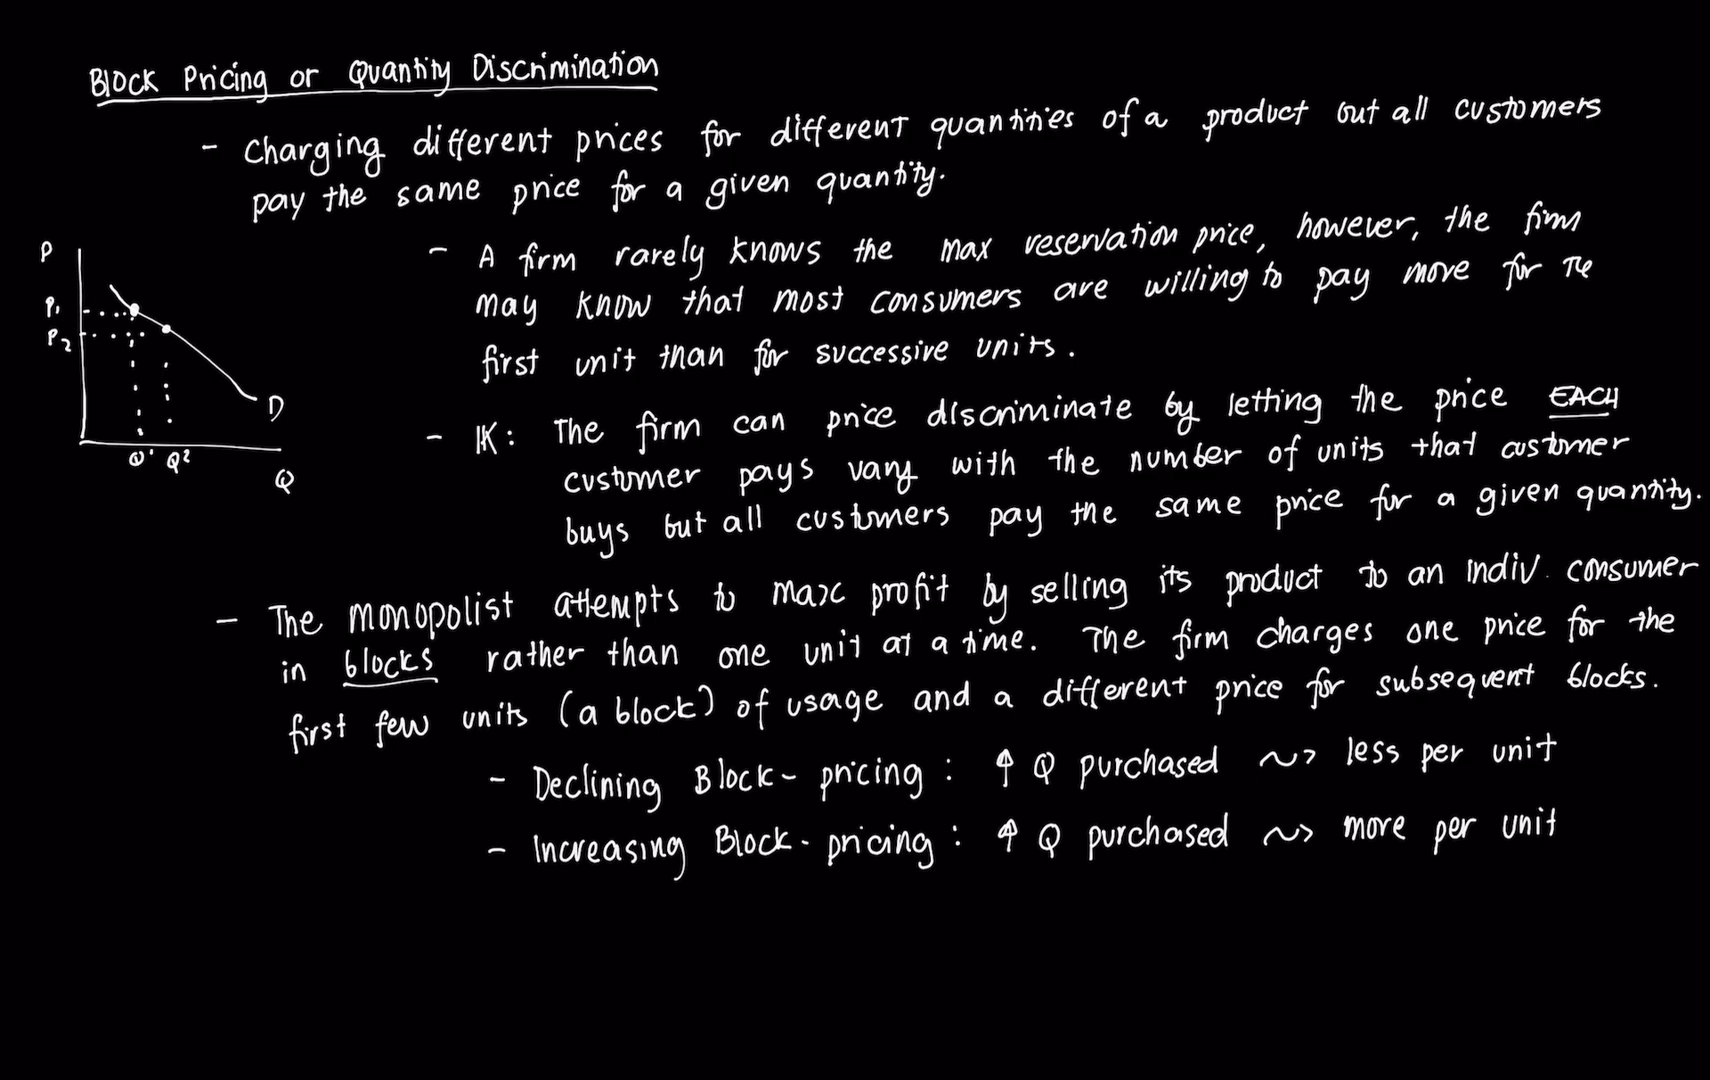 Block Pricing or Quantity Discrimination
- Charging different prices for different quantities of a product out all customers
pay the same price for a given quantity.
- A firm rarely knows the max reservation price, however, the firm
may know that most consumers are willing to pay more for the
first unit than for successive units.
P
P1
P2
D
Q1 Q2
Q
- IK: The firm can price discriminate by letting the price EACH
customer pays vary with the number of units that customer
buys but all customers pay the same price for a given quantity.
- The monopolist attempts to max profit by selling its product to an indiv. consumer
in blocks rather than one unit at a time. The firm charges one price for the
first few units (a block) of usage and a different price for subsequent blocks.
- Declining Block-pricing: ↑ Q purchased ~> less per unit
- Increasing Block-pricing: ↑ Q purchased ~> more per unit